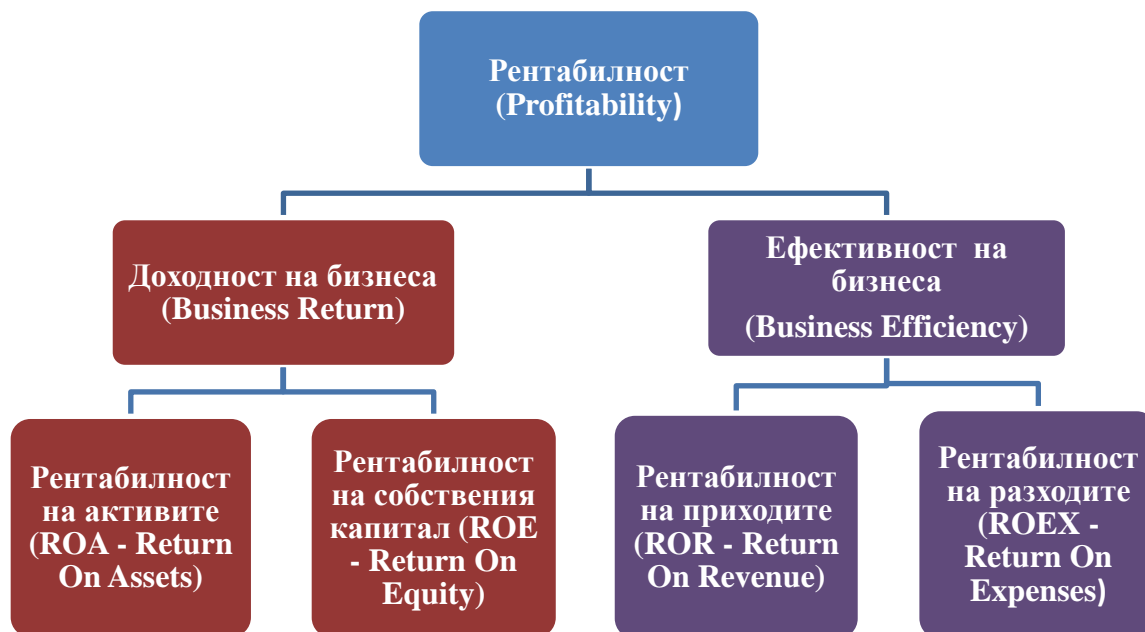 Рентабилност
(Profitability)
Доходност на бизнеса
(Business Return)
Ефективност на
бизнеса
(Business Efficiency)
Рентабилност
на активите
(ROA - Return
On Assets)
Рентабилност
на собствения
капитал (ROE
- Return On
Equity)
Рентабилност
на приходите
(ROR - Return
On Revenue)
Рентабилност
на разходите
(ROEX -
Return On
Expenses)